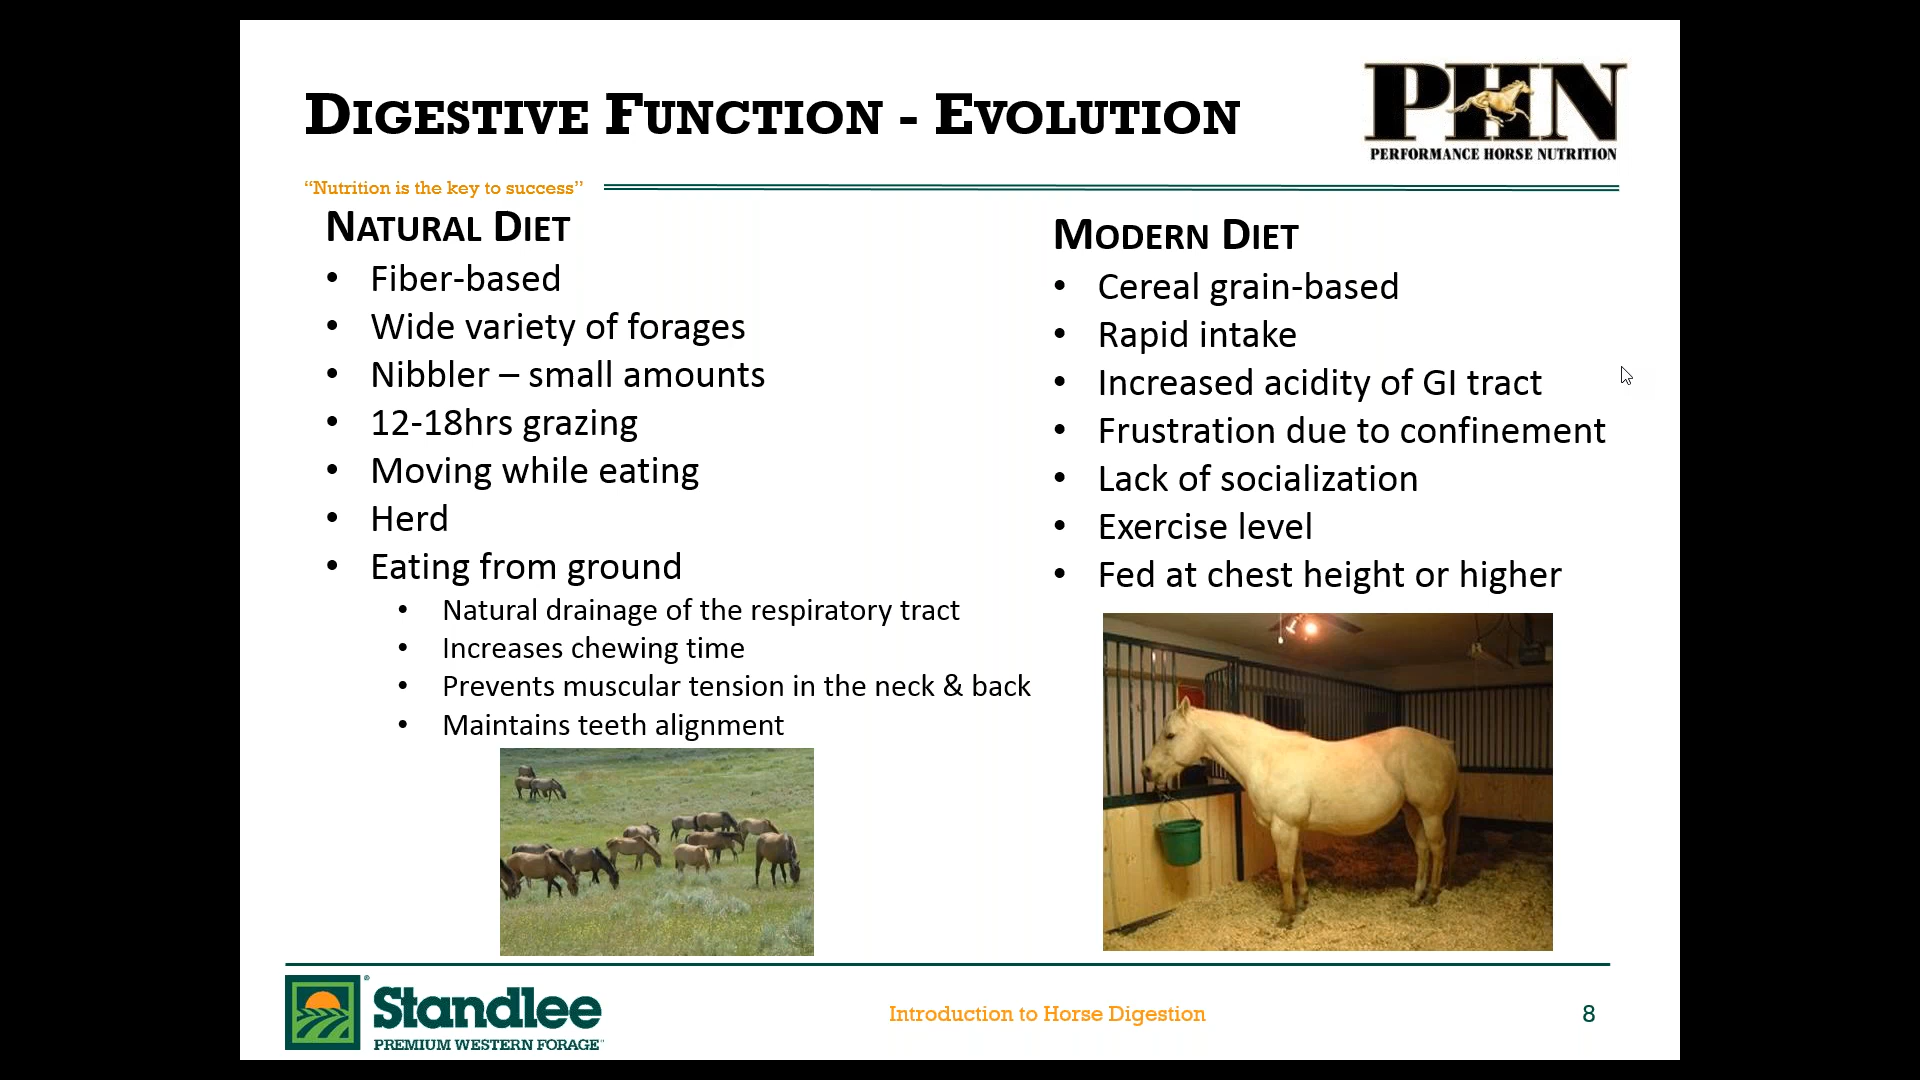 DIGESTIVE FUNCTION - EVOLUTION
PHN
PERFORMANCE HORSE NUTRITION
“Nutrition is the key to success”
NATURAL DIET
• Fiber-based
• Wide variety of forages
• Nibbler – small amounts
• 12-18hrs grazing
• Moving while eating
• Herd
• Eating from ground
• Natural drainage of the respiratory tract
• Increases chewing time
• Prevents muscular tension in the neck & back
• Maintains teeth alignment
MODERN DIET
• Cereal grain-based
• Rapid intake
• Increased acidity of GI tract
• Frustration due to confinement
• Lack of socialization
• Exercise level
• Fed at chest height or higher
Standlee
PREMIUM WESTERN FORAGE
Introduction to Horse Digestion
8